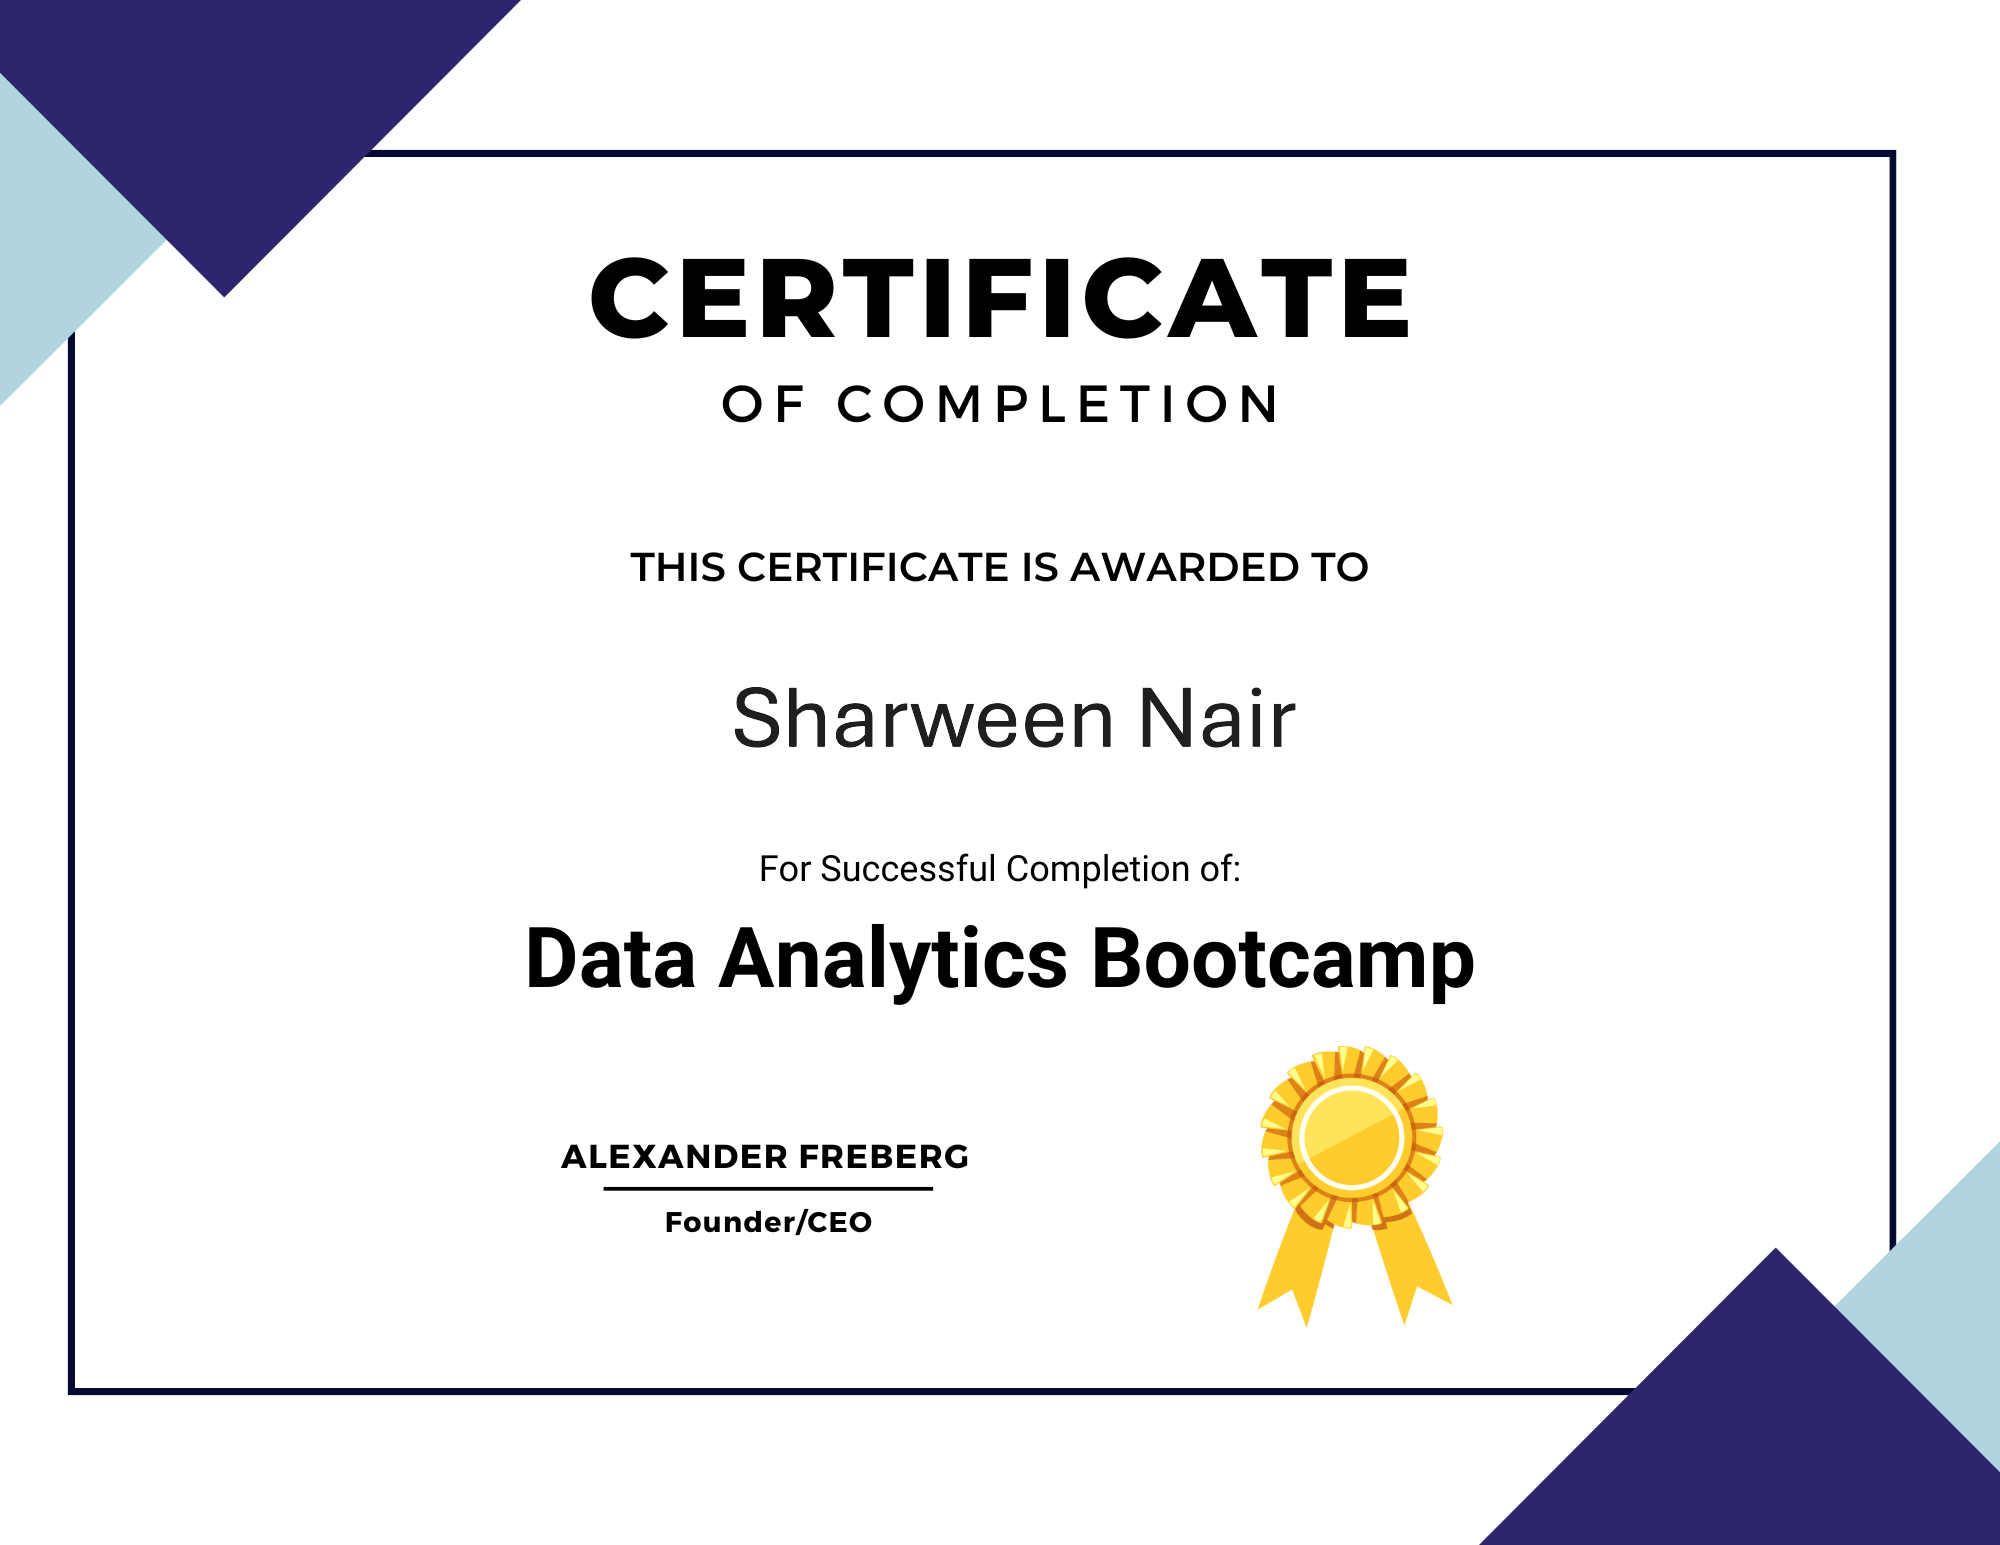 CERTIFICATE
OF COMPLETION
THIS CERTIFICATE IS AWARDED TO
Sharween Nair
For Successful Completion of:
Data Analytics Bootcamp
ALEXANDER FREBERG
Founder/CEO